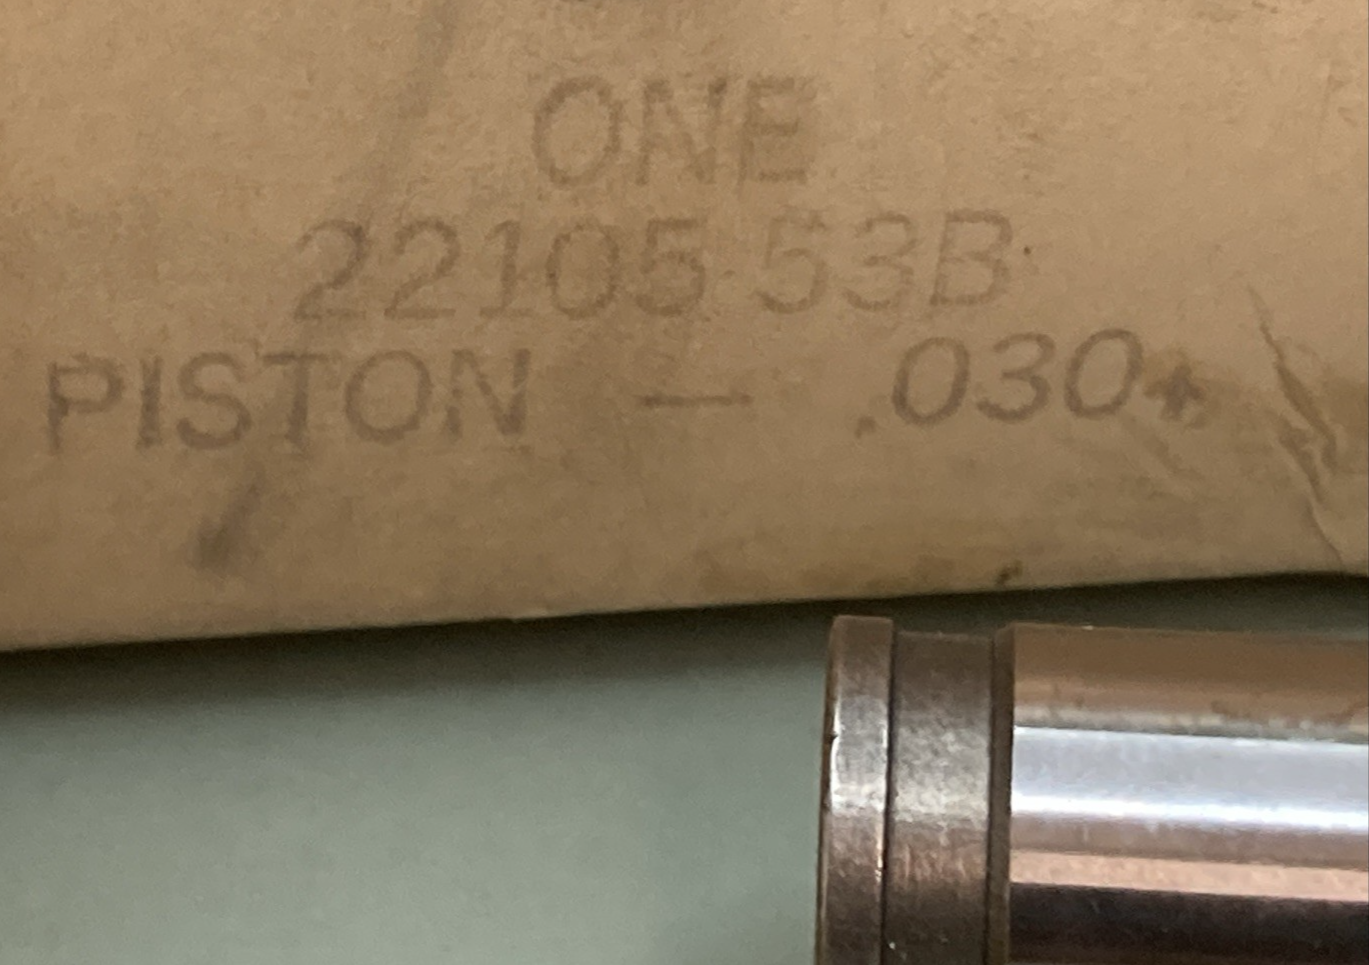 ONE
22105 53B
PISTON — .030+